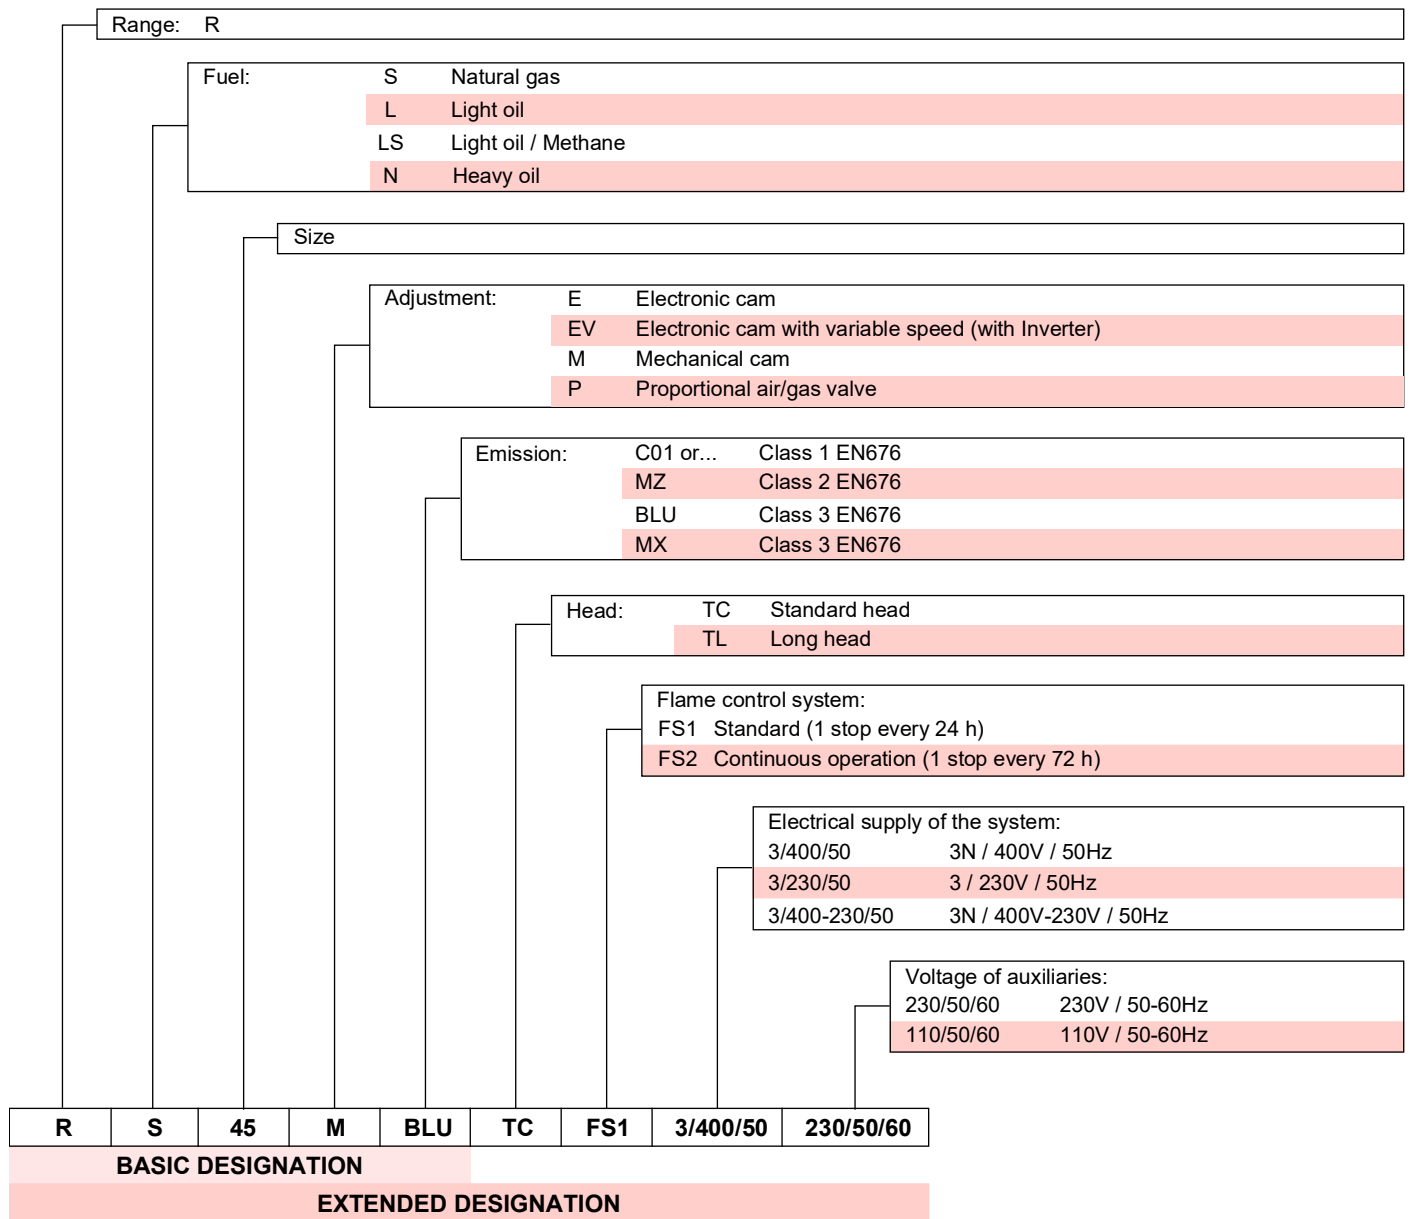 Range: R
Fuel: S Natural gas
L Light oil
LS Light oil / Methane
N Heavy oil
Size
Adjustment: E Electronic cam
EV Electronic cam with variable speed (with Inverter)
M Mechanical cam
P Proportional air/gas valve
Emission: C01 or... Class 1 EN676
MZ Class 2 EN676
BLU Class 3 EN676
MX Class 3 EN676
Head: TC Standard head
TL Long head
Flame control system:
FS1 Standard (1 stop every 24 h)
FS2 Continuous operation (1 stop every 72 h)
Electrical supply of the system:
3/400/50 3N / 400V / 50Hz
3/230/50 3 / 230V / 50Hz
3/400-230/50 3N / 400V-230V / 50Hz
Voltage of auxiliaries:
230/50/60 230V / 50-60Hz
110/50/60 110V / 50-60Hz
R S 45 M BLU TC FS1 3/400/50 230/50/60
BASIC DESIGNATION
EXTENDED DESIGNATION